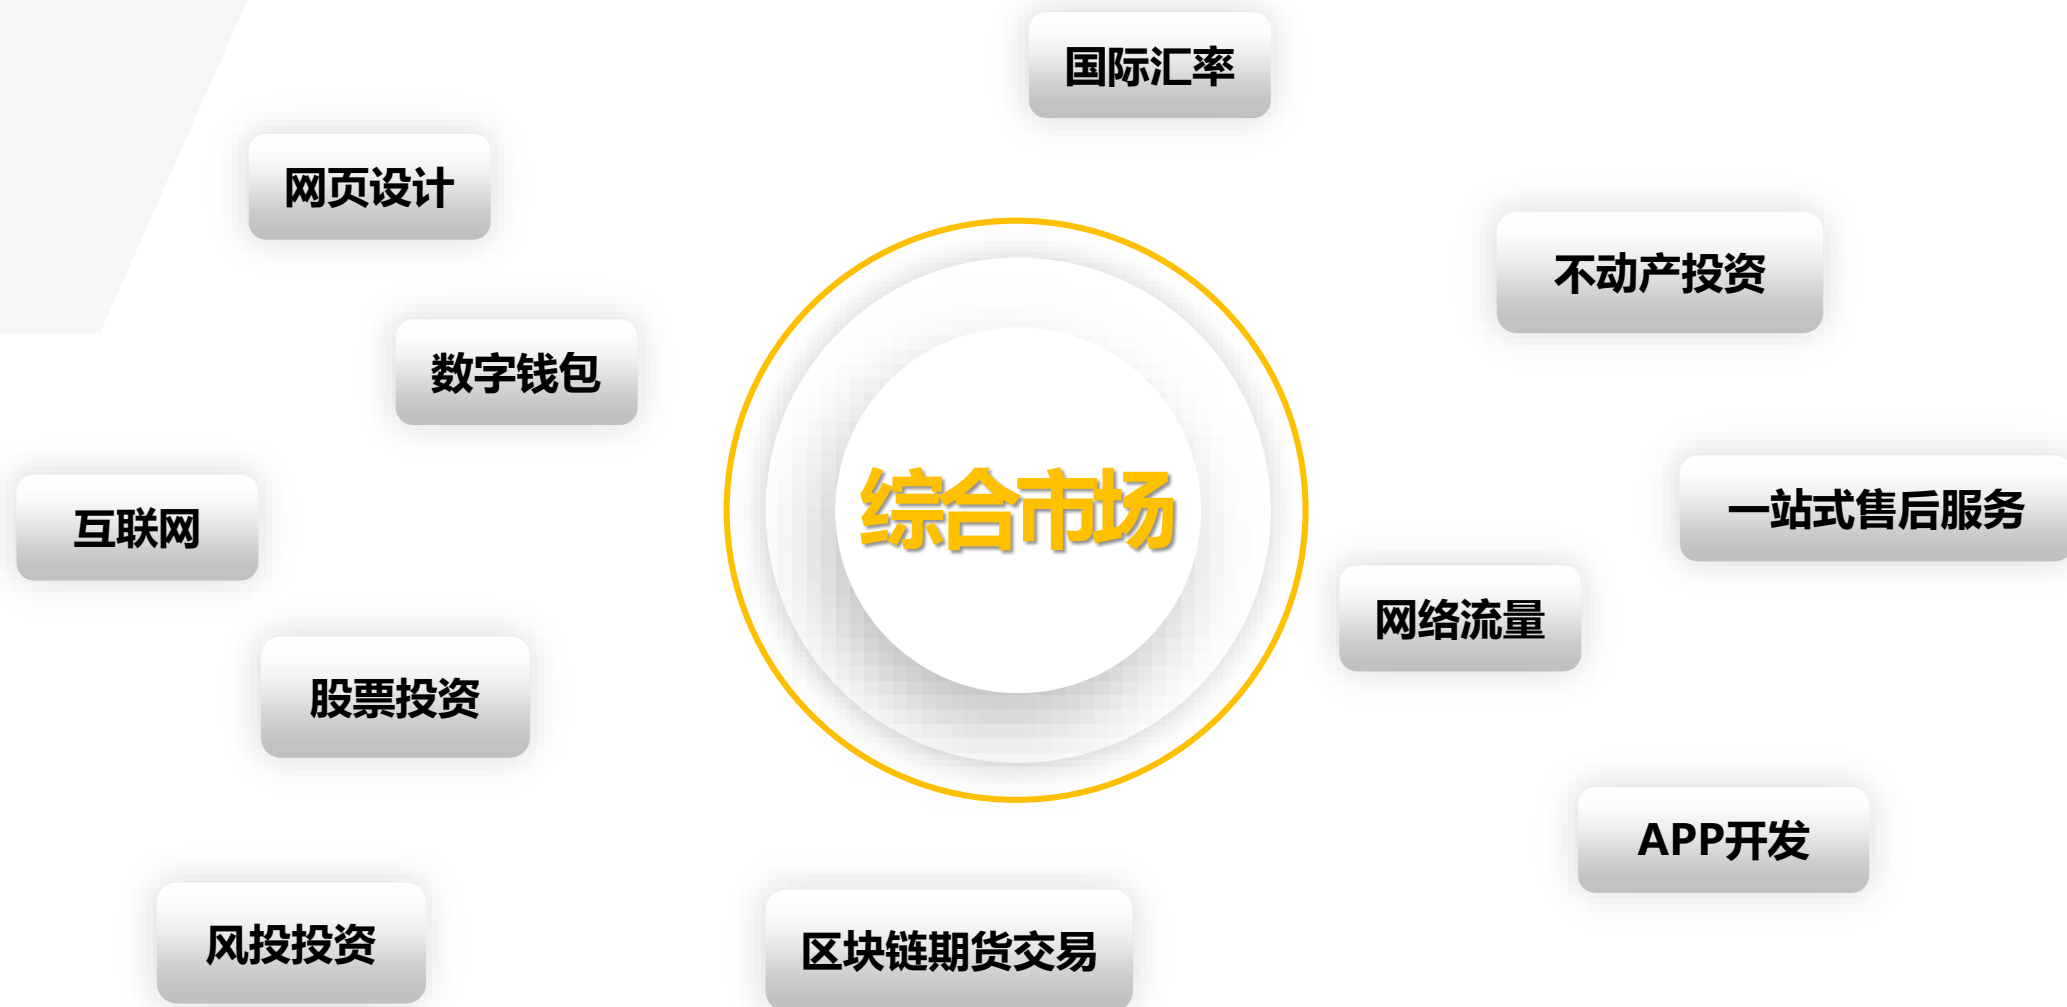 国际汇率
网页设计
不动产投资
数字钱包
综合市场
一站式售后服务
互联网
网络流量
股票投资
APP开发
风投投资
区块链期货交易